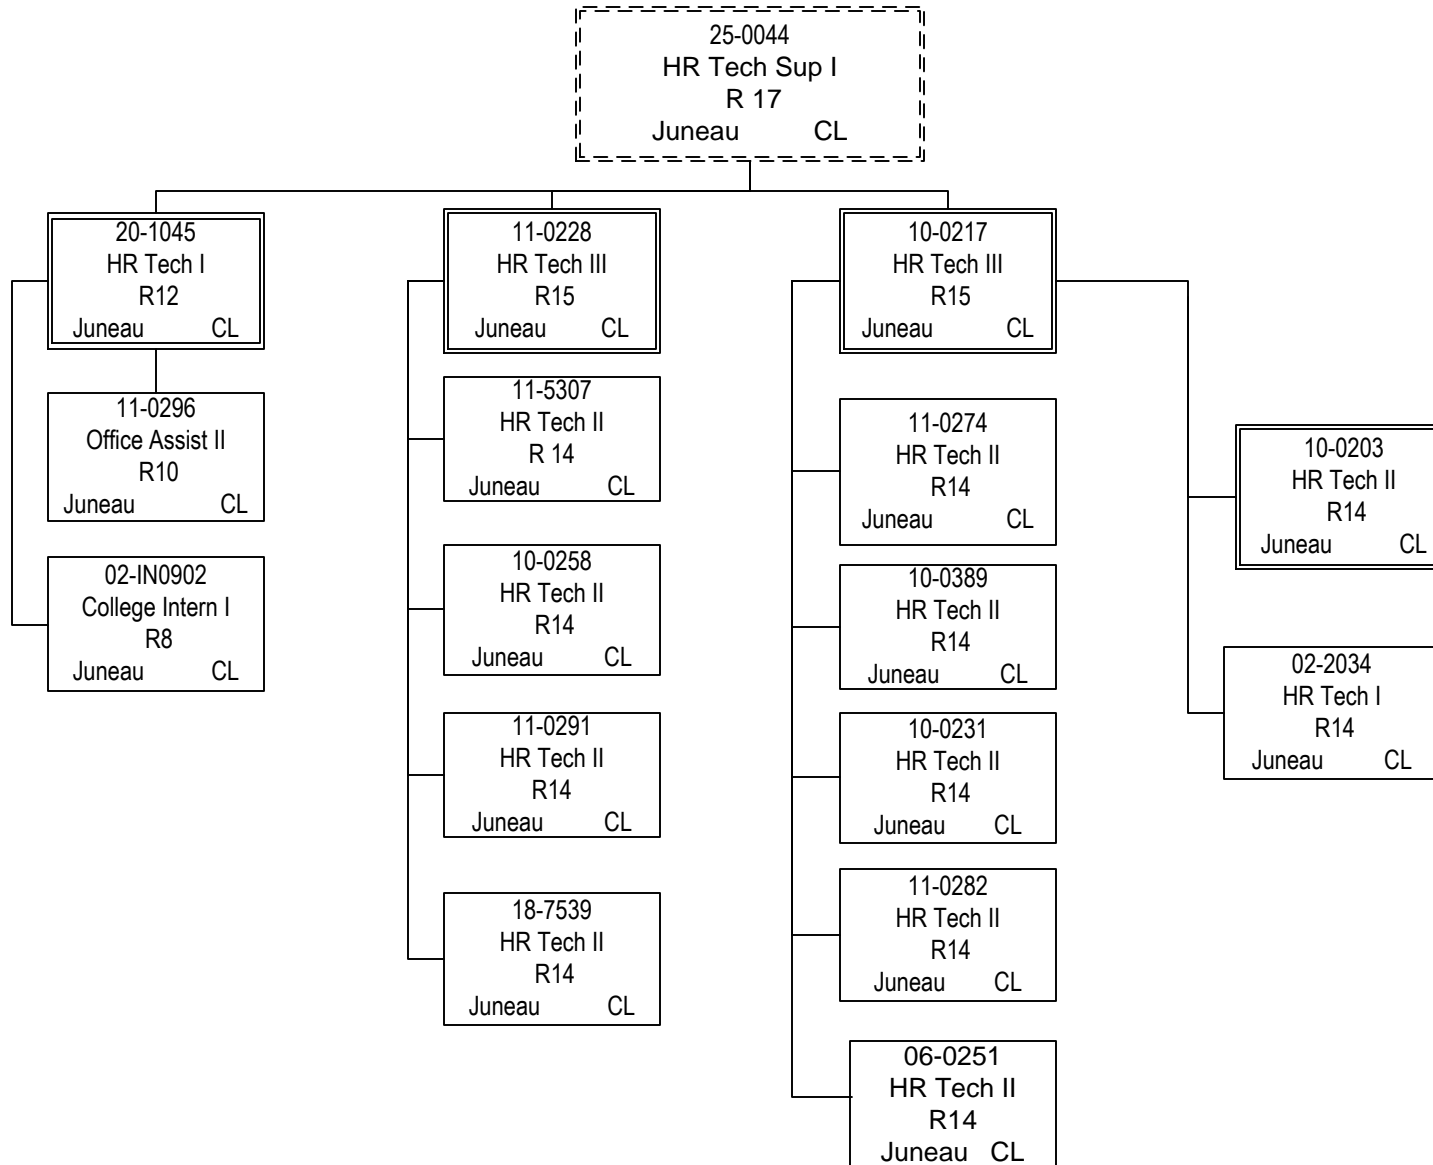 25-0044
HR Tech Sup I
R 17
Juneau CL
20-1045
HR Tech I
R12
Juneau CL
11-0296
Office Assist II
R10
Juneau CL
02-IN0902
College Intern I
R8
Juneau CL
11-0228
HR Tech III
R15
Juneau CL
11-5307
HR Tech II
R 14
Juneau CL
10-0258
HR Tech II
R14
Juneau CL
11-0291
HR Tech II
R14
Juneau CL
18-7539
HR Tech II
R14
Juneau CL
10-0217
HR Tech III
R15
Juneau CL
11-0274
HR Tech II
R14
Juneau CL
10-0389
HR Tech II
R14
Juneau CL
10-0231
HR Tech II
R14
Juneau CL
11-0282
HR Tech II
R14
Juneau CL
06-0251
HR Tech II
R14
Juneau CL
10-0203
HR Tech II
R14
Juneau CL
02-2034
HR Tech I
R14
Juneau CL